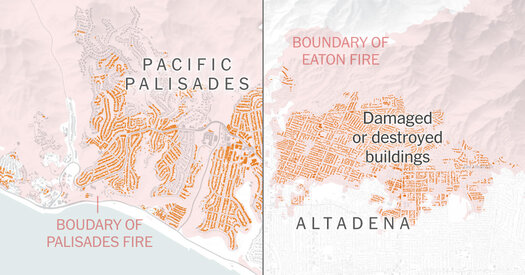 PACIFIC
PALISADES
BOUDARY OF
PALISADES FIRE
BOUNDARY OF
EATON FIRE
Damaged
or destroyed
buildings
ALTADENA